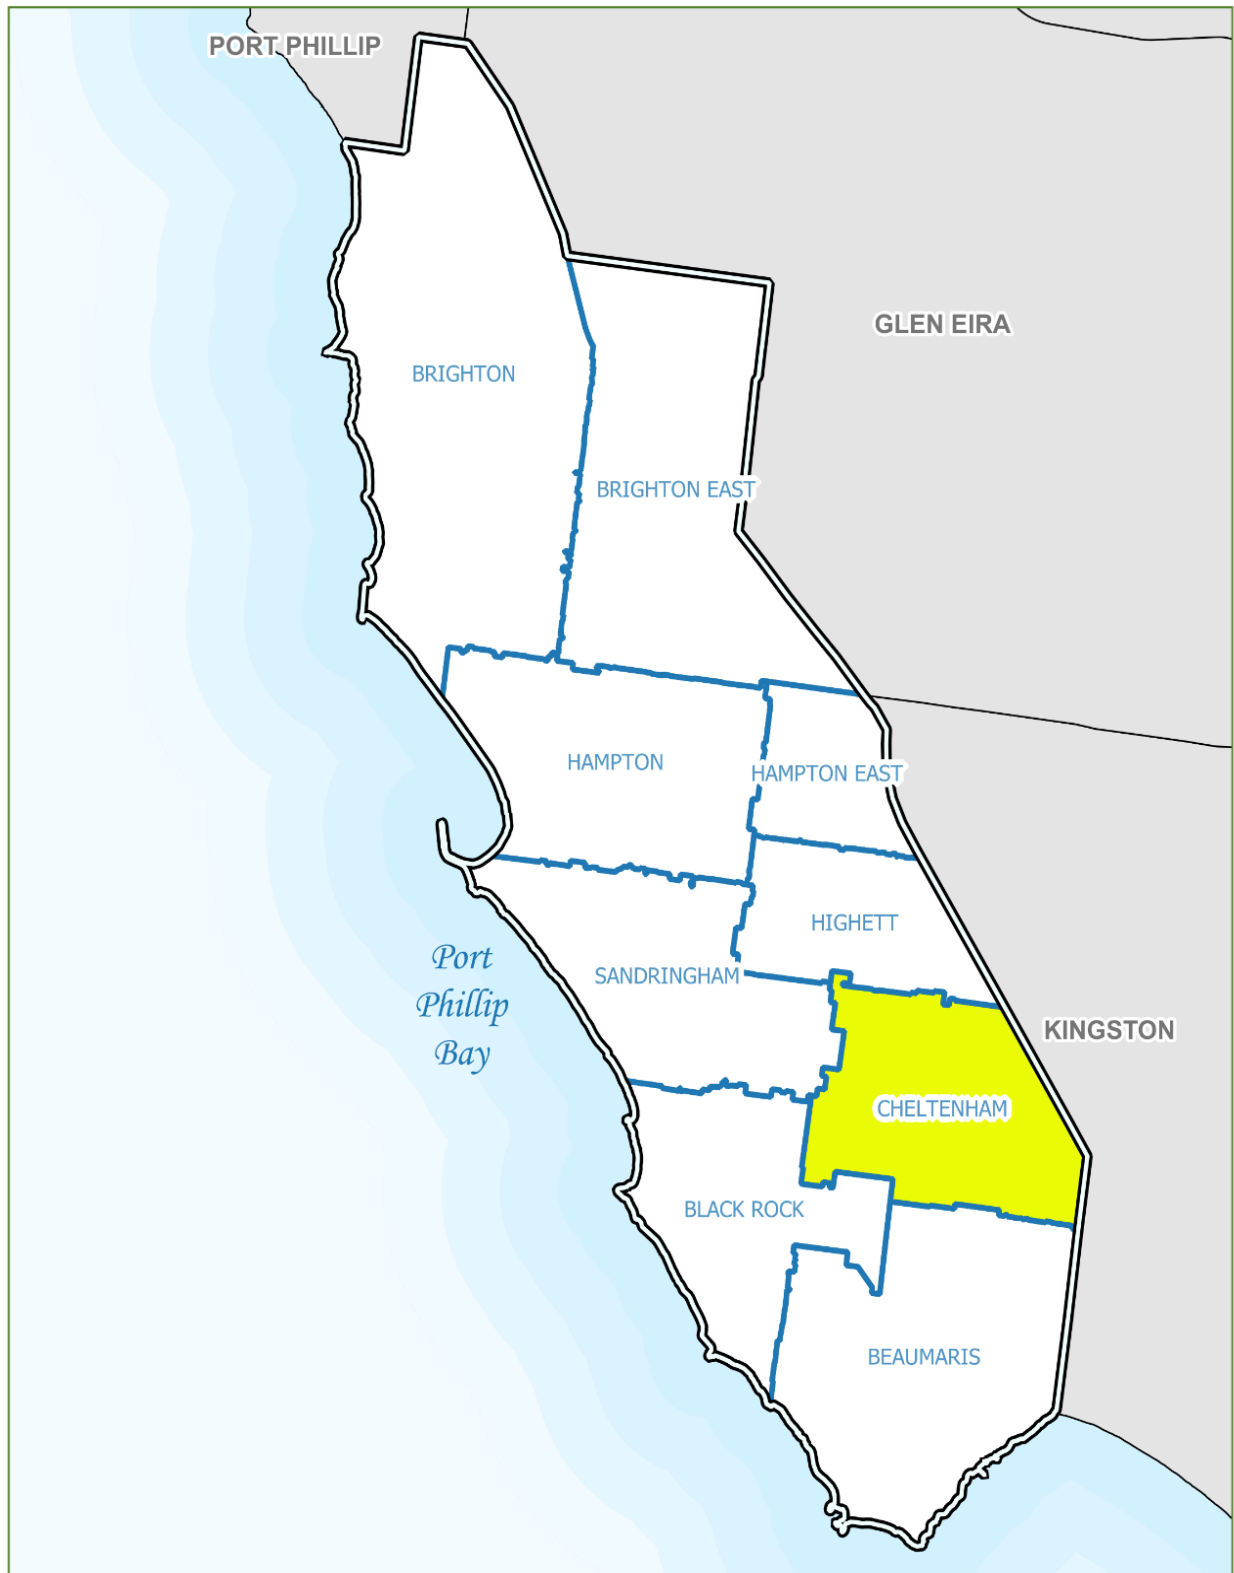 PORT PHILLIP
GLEN EIRA
BRIGHTON
BRIGHTON EAST
HAMPTON
HAMPTON EAST
HIGHETT
Port
Phillip
Bay
SANDRINGHAM
KINGSTON
CHELTENHAM
BLACK ROCK
BEAUMARIS